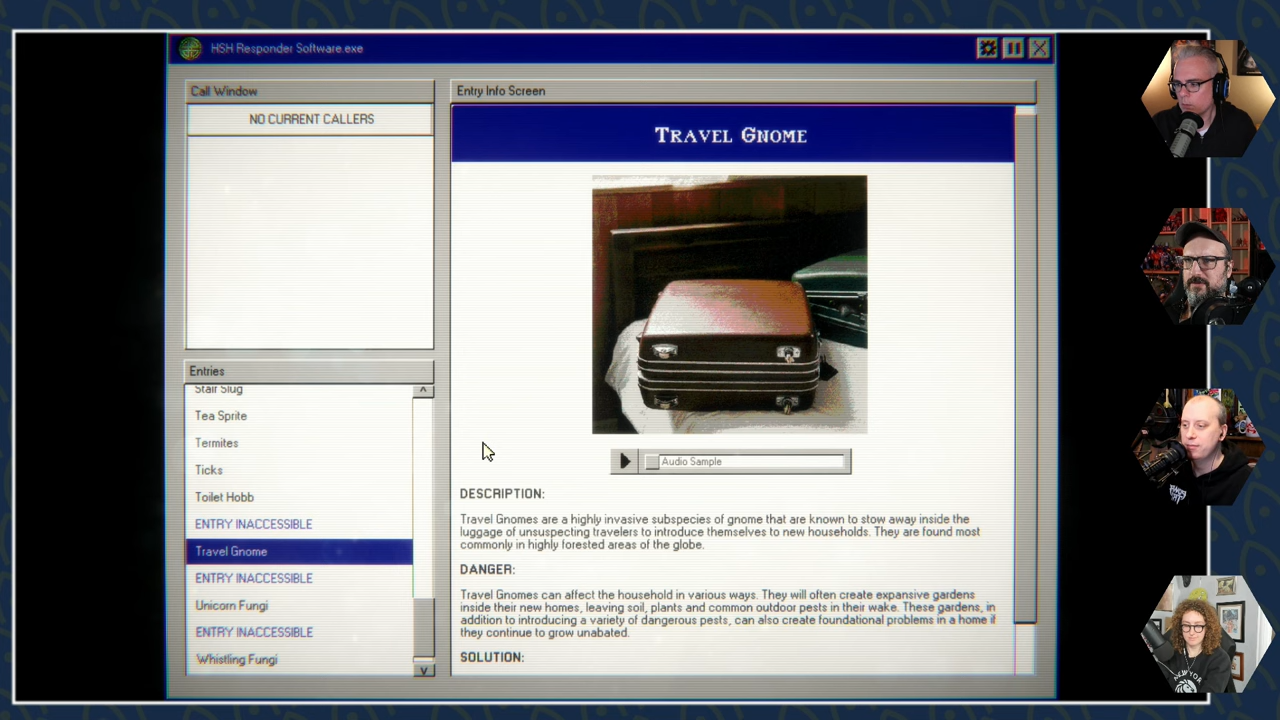 HSH Responder Software.exe
Call Window
NO CURRENT CALLERS
Entries
Stair Slug
Tea Sprite
Termites
Ticks
Toilet Hobb
ENTRY INACCESSIBLE
Travel Gnome
ENTRY INACCESSIBLE
Unicorn Fungi
ENTRY INACCESSIBLE
Whistling Fungi
Entry Info Screen
TRAVEL GNOME
Audio Sample
DESCRIPTION:
Travel Gnomes are a highly invasive subspecies of gnome that are known to stow away inside the
luggage of unsuspecting travelers to introduce themselves to new households. They are found most
commonly in highly forested areas of the globe.
DANGER:
Travel Gnomes can affect the household in various ways. They will often create expansive gardens
inside their new homes, leaving soil, plants and common outdoor pests in their wake. These gardens, in
addition to introducing a variety of dangerous pests, can also create foundational problems in a home if
they continue to grow unabated.
SOLUTION: